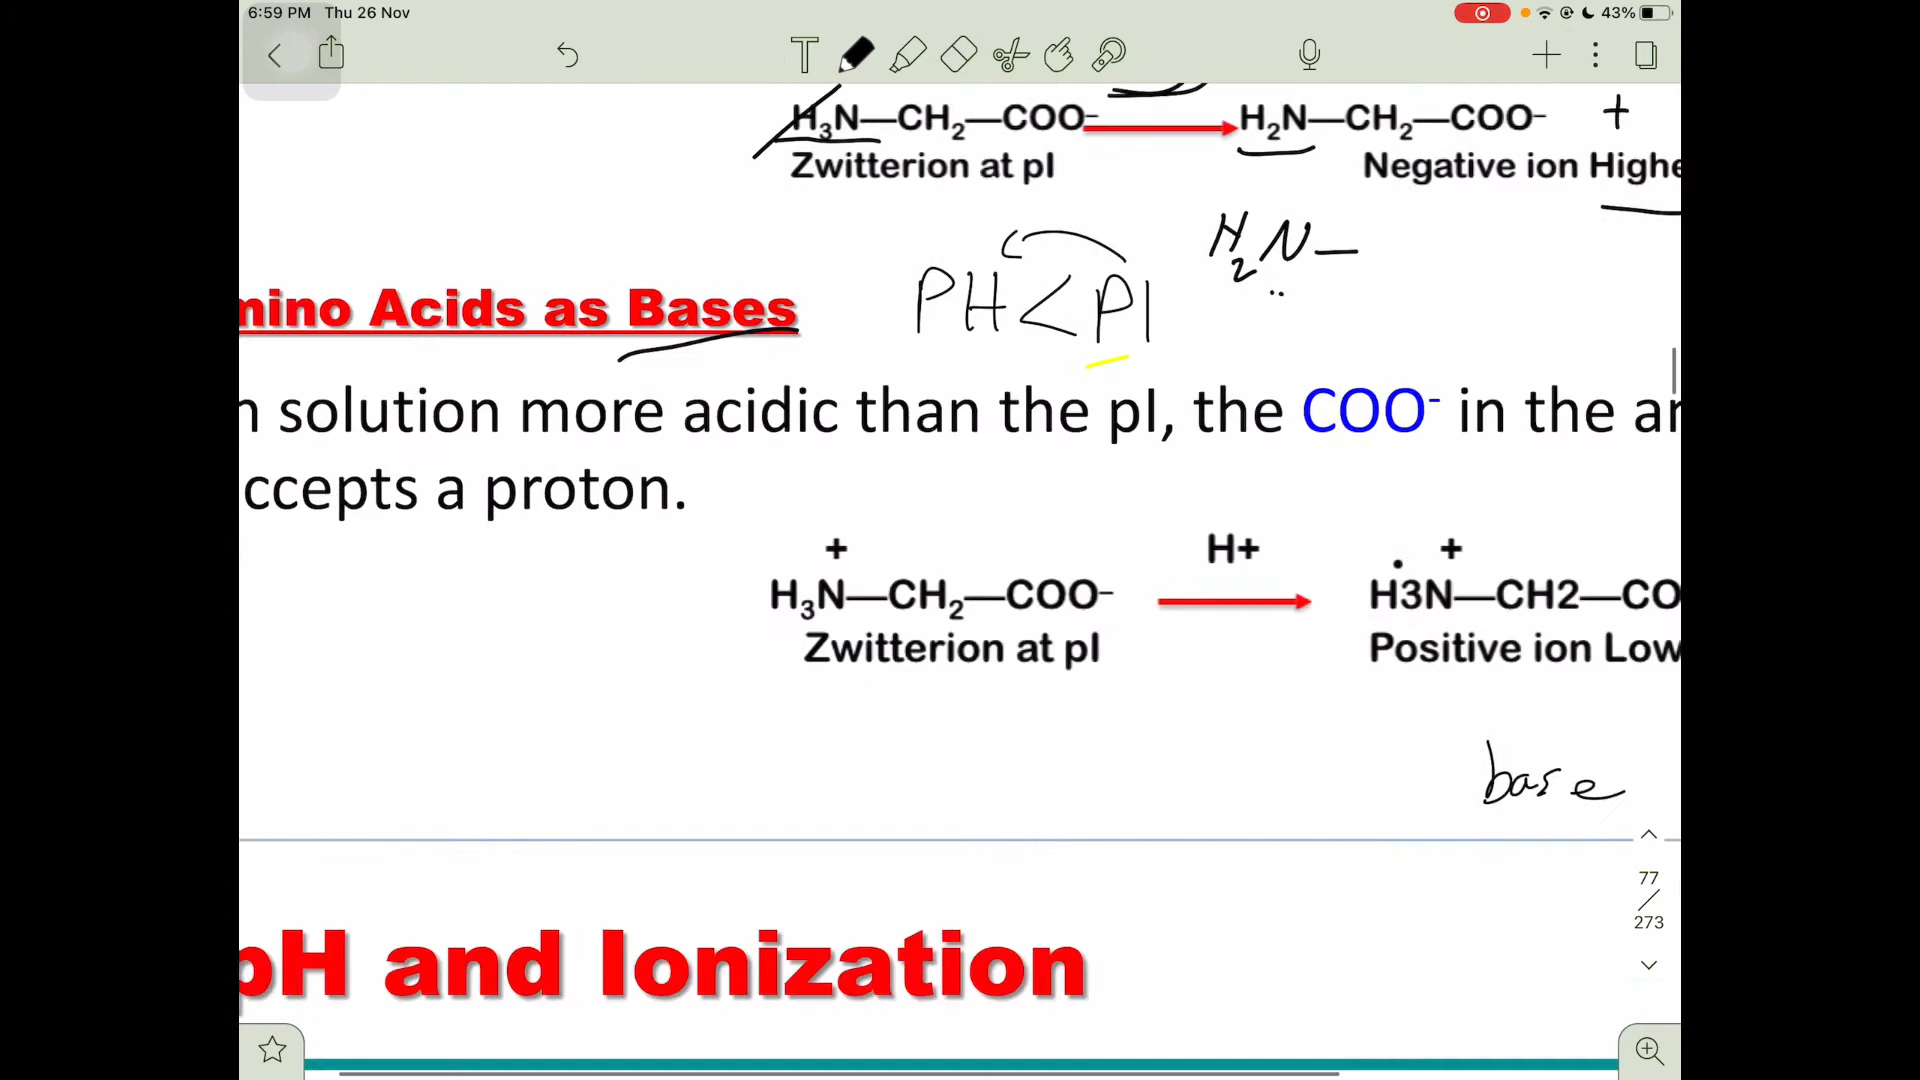 6:59 PM Thu 26 Nov
43%
H₃N—CH₂—COO⁻ H₂N—CH₂—COO⁻ +
Zwitterion at pI Negative ion Highe
H₂N—
PH<PI
mino Acids as Bases
n solution more acidic than the pI, the COO⁻ in the
ccepts a proton.
+ H+ +
H₃N—CH₂—COO⁻ H3N—CH2—CO
Zwitterion at pI Positive ion Low
base
77
/
273
pH and Ionization